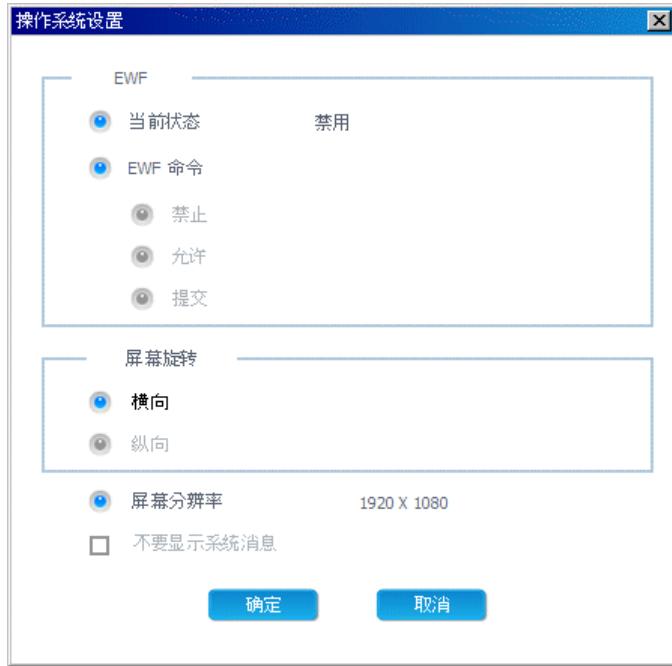 操作系统设置
EWF
当前状态 禁用
EWF 命令
禁止
允许
提交
屏幕旋转
横向
纵向
屏幕分辨率 1920 X 1080
不要显示系统消息
确定 取消